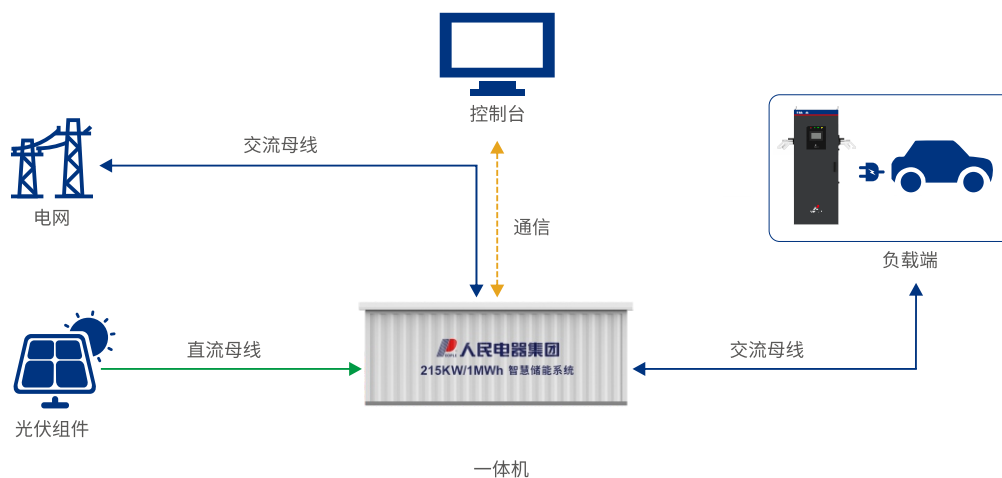 控制台
交流母线
电网
通信
负载端
直流母线
人民电器集团
215KW/1MWh 智慧储能系统
交流母线
光伏组件
一体机